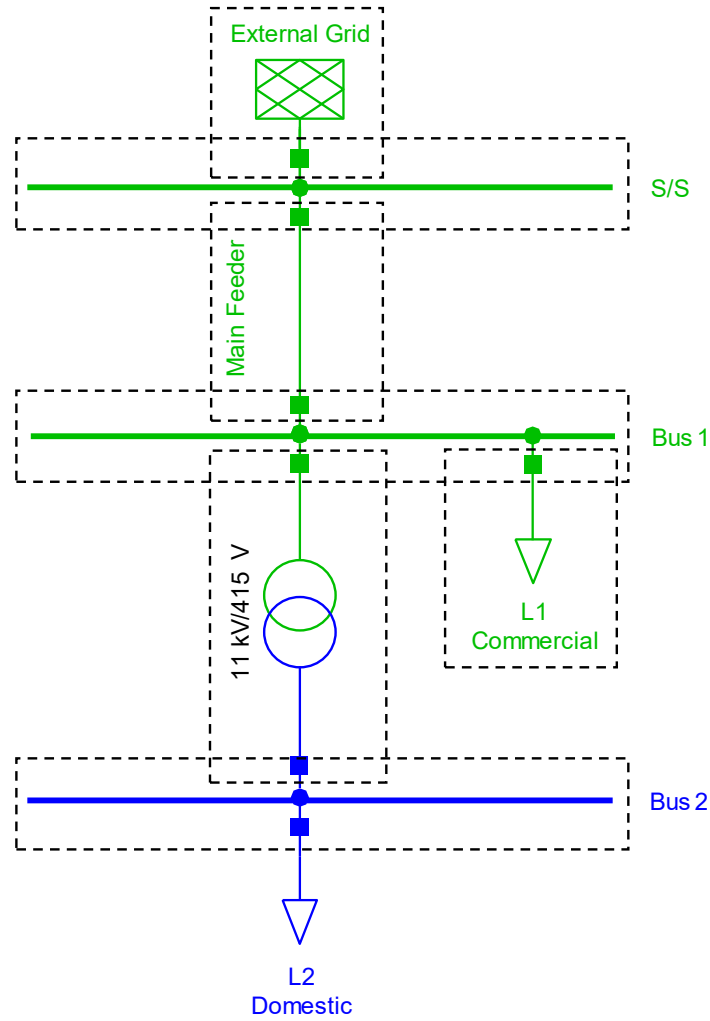 External Grid
S/S
Main Feeder
Bus 1
11 kV/415 V
L1
Commercial
Bus 2
L2
Domestic